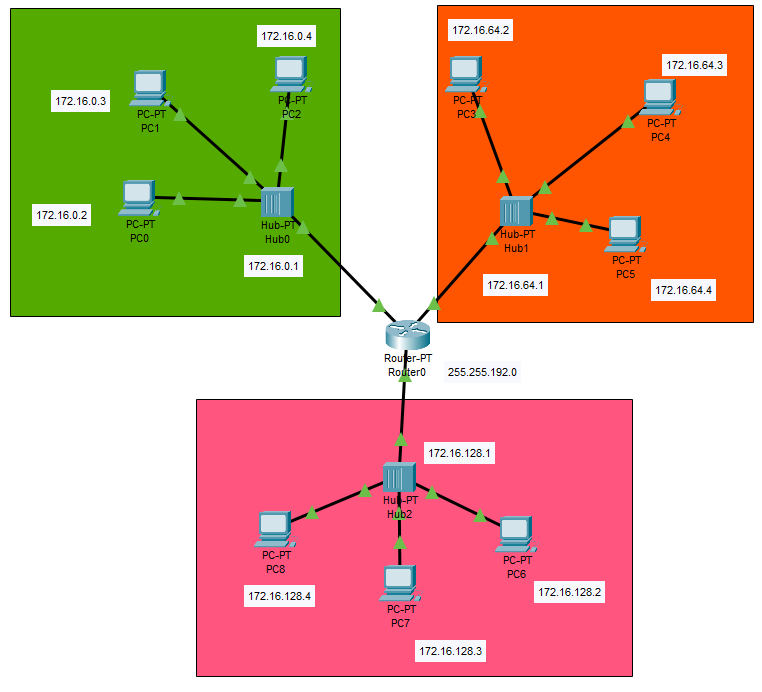 172.16.0.4
172.16.0.3
PC-PT
PC2
PC-PT
PC1
172.16.0.2
PC-PT
PC0
Hub-PT
Hub0
172.16.0.1
172.16.64.2
172.16.64.3
PC-PT
PC3
PC-PT
PC4
Hub-PT
Hub1
PC-PT
PC5
172.16.64.1
172.16.64.4
Router-PT
Router0
255.255.192.0
172.16.128.1
Hub-PT
Hub2
PC-PT
PC8
PC-PT
PC6
172.16.128.4
172.16.128.2
PC-PT
PC7
172.16.128.3